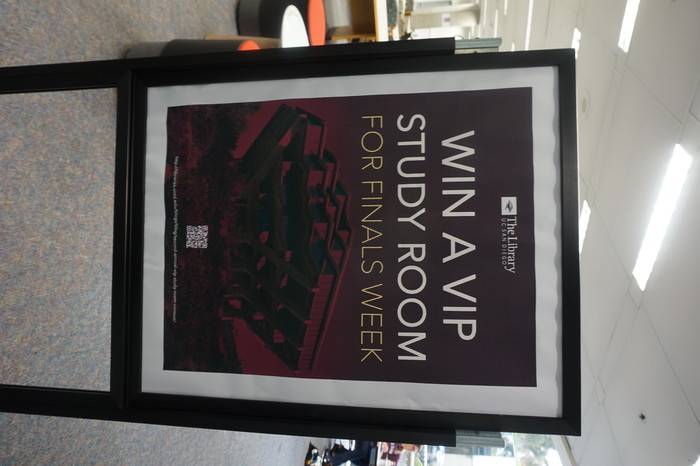 The Library
UC SAN DIEGO
WIN A VIP
STUDY ROOM
FOR FINALS WEEK